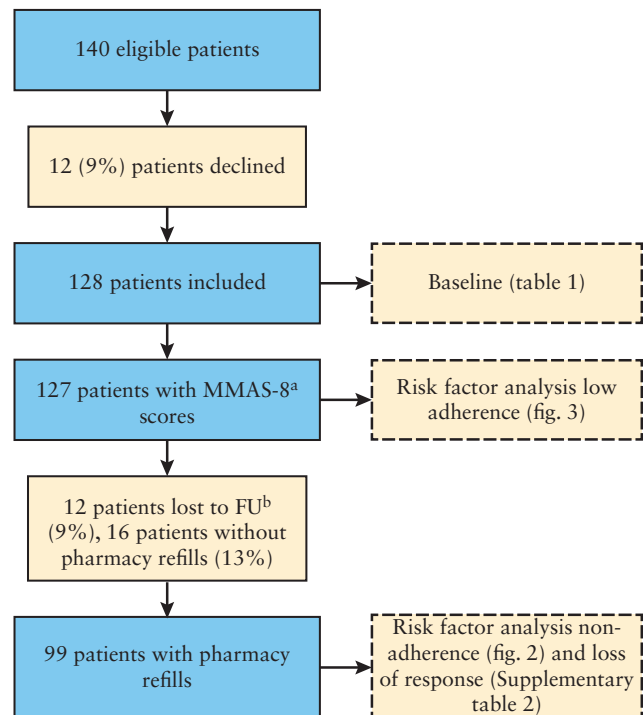 140 eligible patients
12 (9%) patients declined
128 patients included
Baseline (table 1)
127 patients with MMAS-8ᵃ
scores
Risk factor analysis low
adherence (fig. 3)
12 patients lost to FUᵇ
(9%), 16 patients without
pharmacy refills (13%)
99 patients with pharmacy
refills
Risk factor analysis non-
adherence (fig. 2) and loss
of response (Supplementary
table 2)